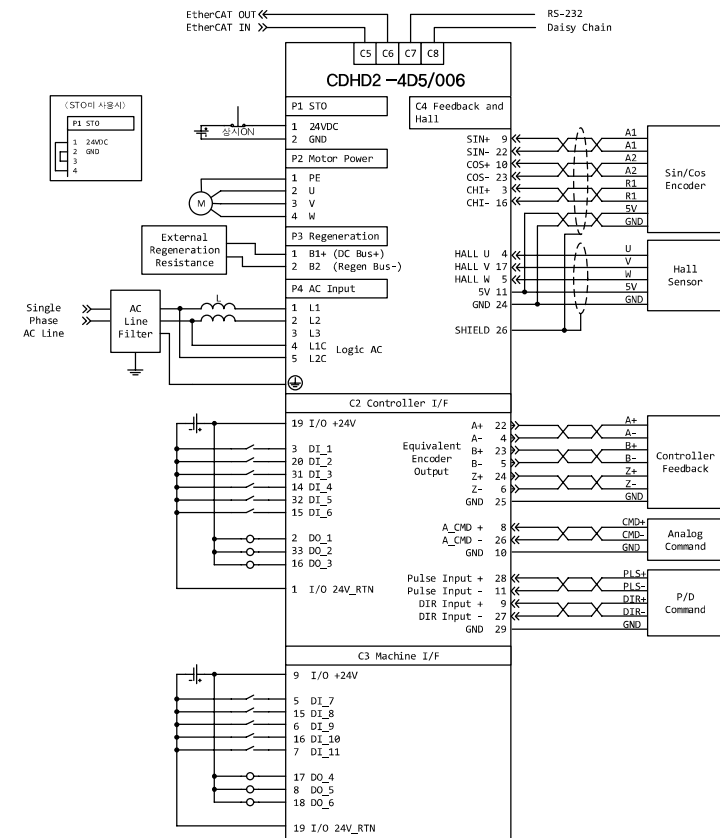 EtherCAT OUT
EtherCAT IN
RS-232
Daisy Chain
C5 C6 C7 C8
CDHD2 -4D5/006
(STO미 사용시)
P1 STO
1 24VDC
2 GND
3
4
상시ON
P1 STO
1 24VDC
2 GND
P2 Motor Power
M
1 PE
2 U
3 V
4 W
External
Regeneration
Resistance
P3 Regeneration
1 B1+ (DC Bus+)
2 B2 (Regen Bus-)
P4 AC Input
Single
Phase
AC Line
AC
Line
Filter
L
1 L1
2 L2
3 L3
4 L1C
5 L2C
Logic AC
C4 Feedback and
Hall
SIN+ 9
SIN- 22
COS+ 10
COS- 23
CHI+ 3
CHI- 16
A1
A1
A2
A2
R1
R1
5V
GND
Sin/Cos
Encoder
HALL U 4
HALL V 17
HALL W 5
5V 11
GND 24
SHIELD 26
U
V
W
5V
GND
Hall
Sensor
C2 Controller I/F
19 I/O +24V
3 DI_1
20 DI_2
31 DI_3
14 DI_4
32 DI_5
15 DI_6
2 DO_1
33 DO_2
16 DO_3
1 I/O 24V_RTN
Equivalent
Encoder
Output
A+ 22
A- 4
B+ 23
B- 5
Z+ 24
Z- 6
GND 25
A+
A-
B+
B-
Z+
Z-
GND
Controller
Feedback
A_CMD + 8
A_CMD - 26
GND 10
CMD+
CMD-
GND
Analog
Command
Pulse Input + 28
Pulse Input - 11
DIR Input + 9
DIR Input - 27
GND 29
PLS+
PLS-
DIR+
DIR-
GND
P/D
Command
C3 Machine I/F
9 I/O +24V
5 DI_7
15 DI_8
6 DI_9
16 DI_10
7 DI_11
17 DO_4
8 DO_5
18 DO_6
19 I/O 24V_RTN